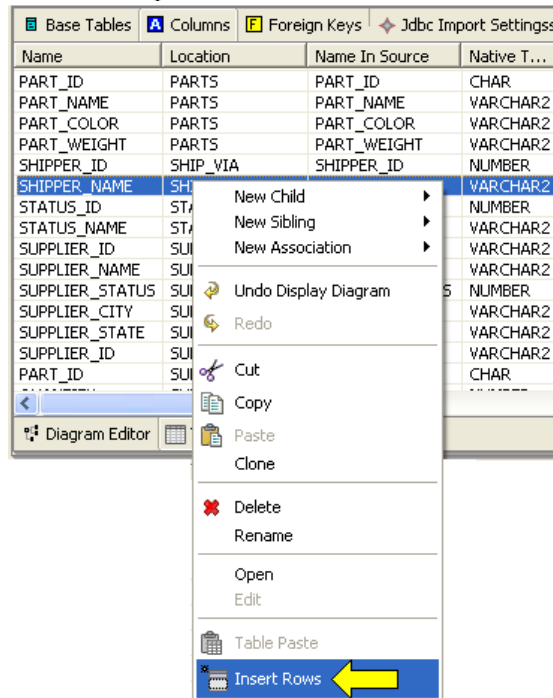 Base Tables Columns Foreign Keys Jdbc Import Settingss
Name Location Name In Source Native T...
PART_ID PARTS PART_ID CHAR
PART_NAME PARTS PART_NAME VARCHAR2
PART_COLOR PARTS PART_COLOR VARCHAR2
PART_WEIGHT PARTS PART_WEIGHT VARCHAR2
SHIPPER_ID SHIP_VIA SHIPPER_ID NUMBER
SHIPPER_NAME VARCHAR2
STATUS_ID NUMBER
STATUS_NAME VARCHAR2
SUPPLIER_ID VARCHAR2
SUPPLIER_NAME VARCHAR2
SUPPLIER_STATUS S NUMBER
SUPPLIER_CITY VARCHAR2
SUPPLIER_STATE VARCHAR2
SUPPLIER_ID VARCHAR2
PART_ID CHAR
Diagram Editor
New Child
New Sibling
New Association
Undo Display Diagram
Redo
Cut
Copy
Paste
Clone
Delete
Rename
Open
Edit
Table Paste
Insert Rows